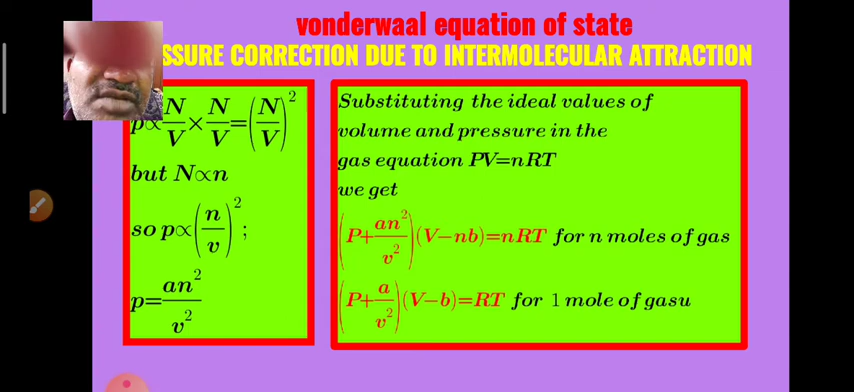 vonderwaal equation of state
SSURE CORRECTION DUE TO INTERMOLECULAR ATTRACTION
p∝N/V×N/V=(N/V)²
but N∝n
so p∝(n/v)²;
p=an²/v²
Substituting the ideal values of
volume and pressure in the
gas equation PV=nRT
we get
(P+an²/v²)(V−nb)=nRT for n moles of gas
(P+a/v²)(V−b)=RT for 1 mole of gasu